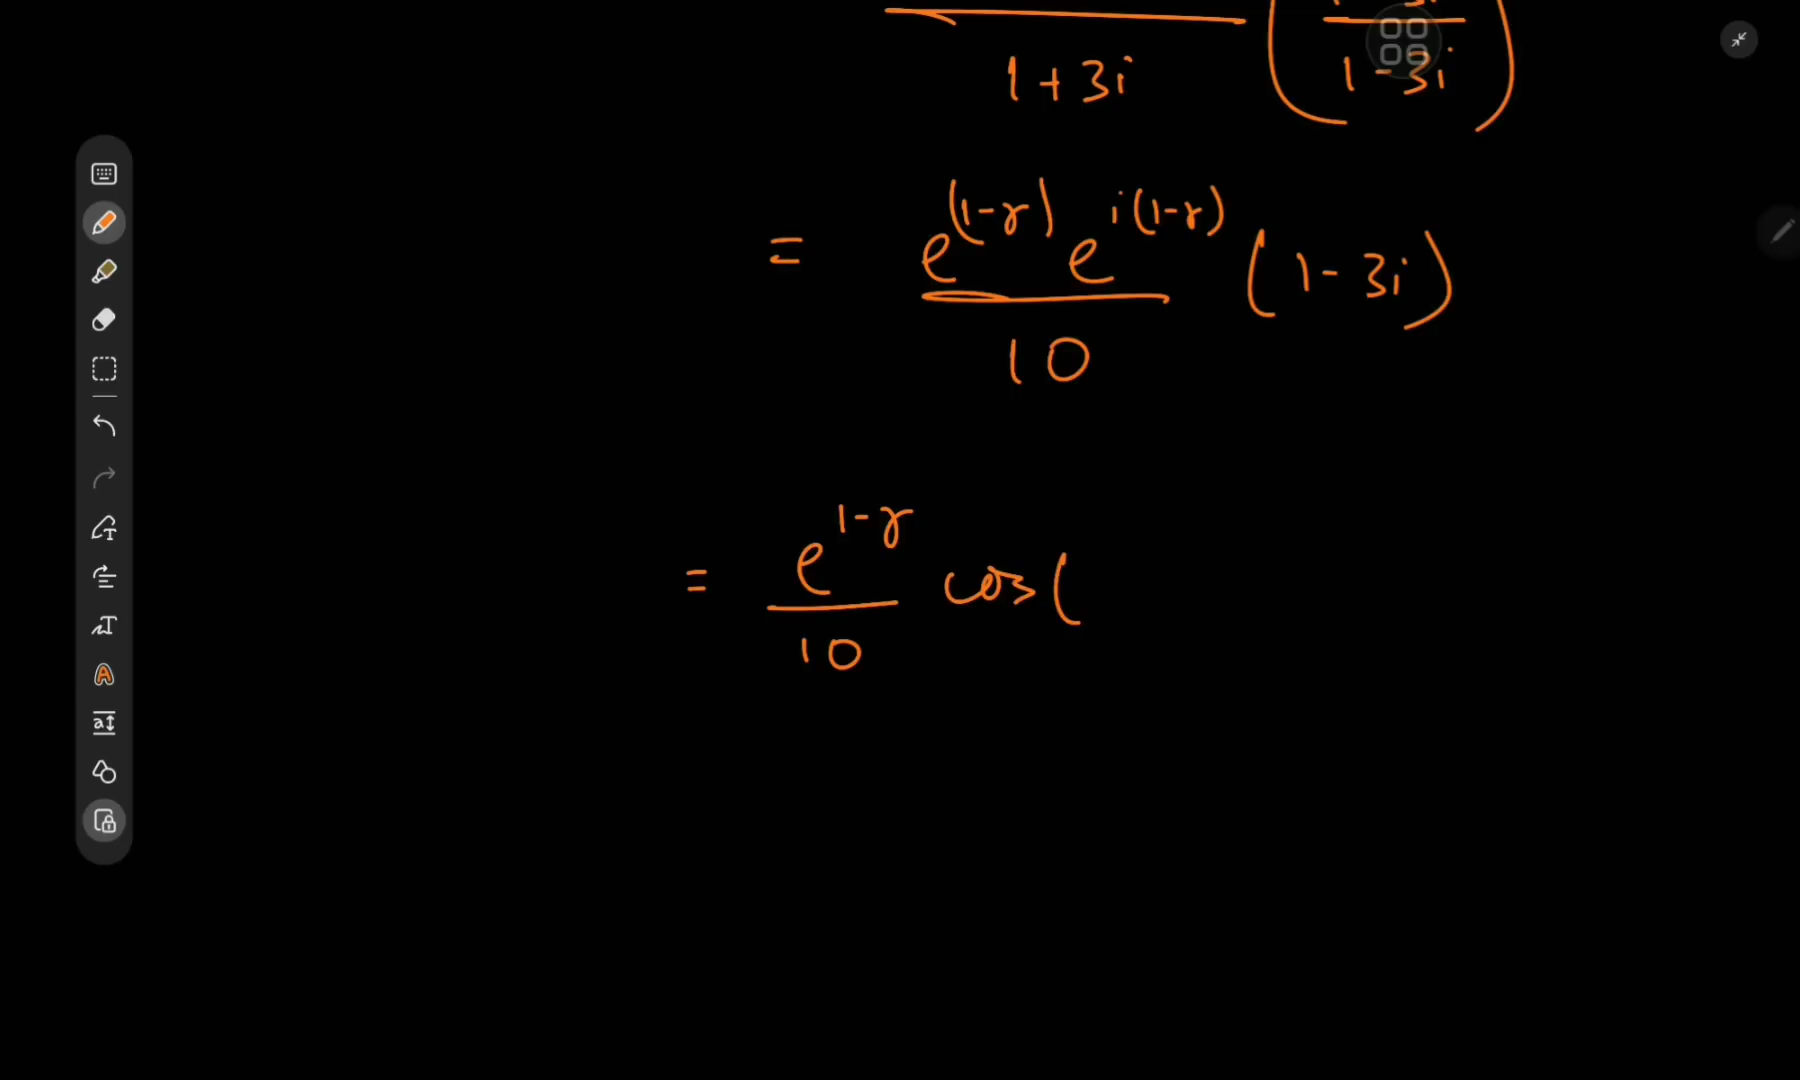 1 + 3i ( / 1 - 3i )
= e^(1-γ) e^i(1-γ) / 10 ( 1 - 3i )
= e^1-γ / 10 cos(